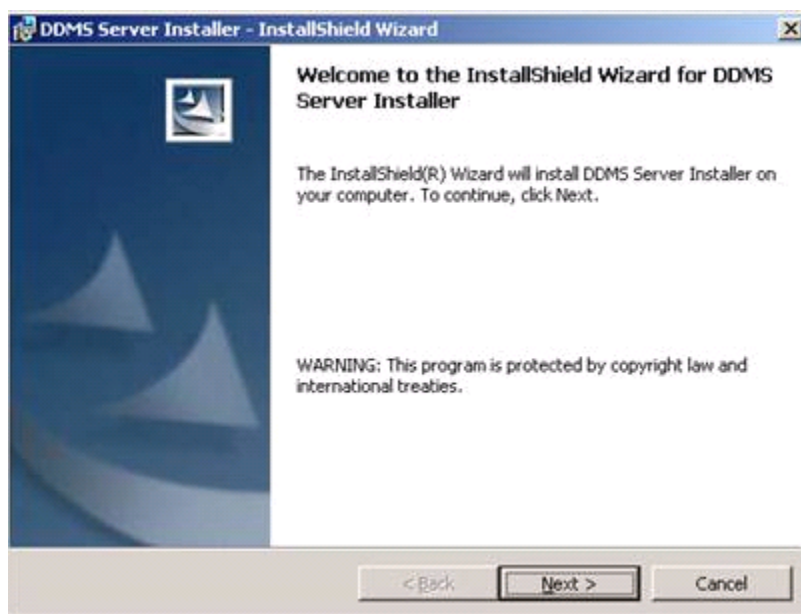 DDMS Server Installer - InstallShield Wizard
Welcome to the InstallShield Wizard for DDMS
Server Installer
The InstallShield(R) Wizard will install DDMS Server Installer on
your computer. To continue, click Next.
WARNING: This program is protected by copyright law and
international treaties.
< Back
Next >
Cancel